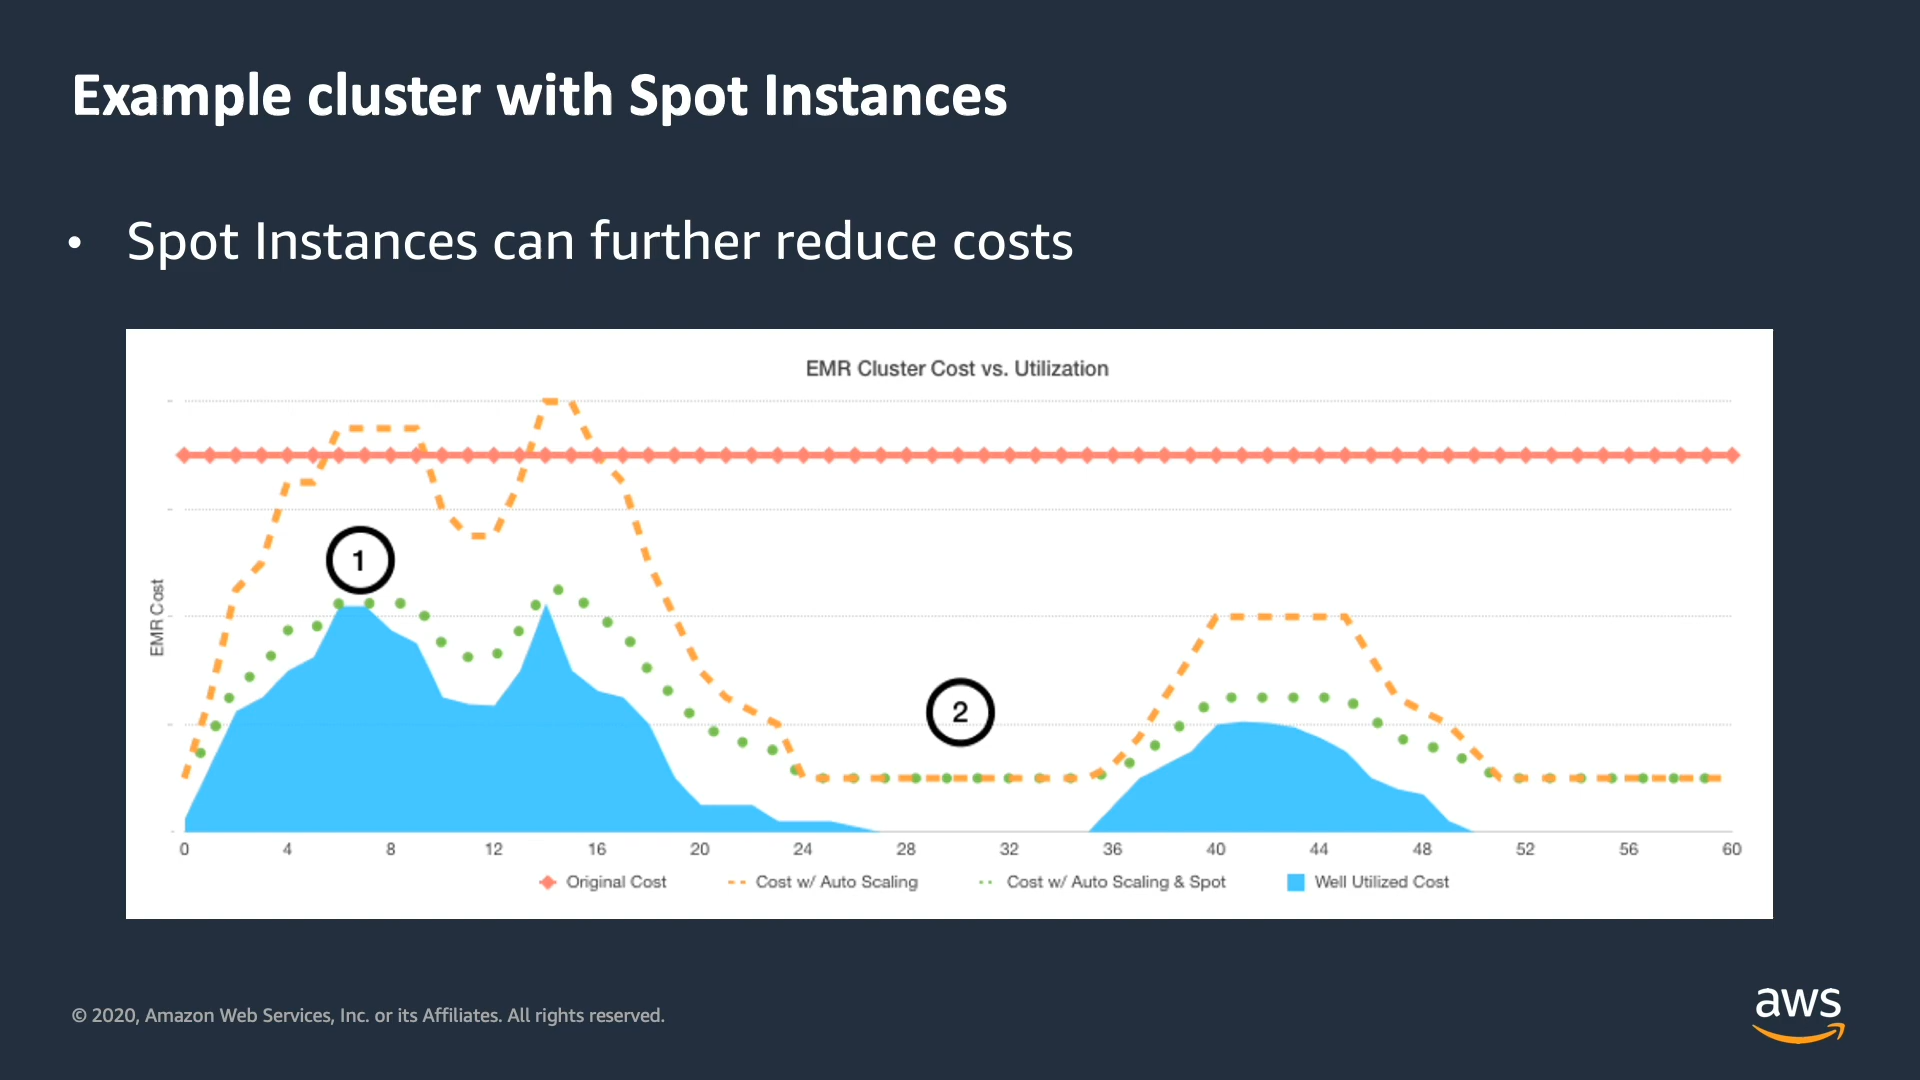 Example cluster with Spot Instances
• Spot Instances can further reduce costs
EMR Cluster Cost vs. Utilization
EMR Cost
1
2
0 4 8 12 16 20 24 28 32 36 40 44 48 52 56 60
Original Cost Cost w/ Auto Scaling Cost w/ Auto Scaling & Spot Well Utilized Cost
© 2020, Amazon Web Services, Inc. or its Affiliates. All rights reserved.
aws